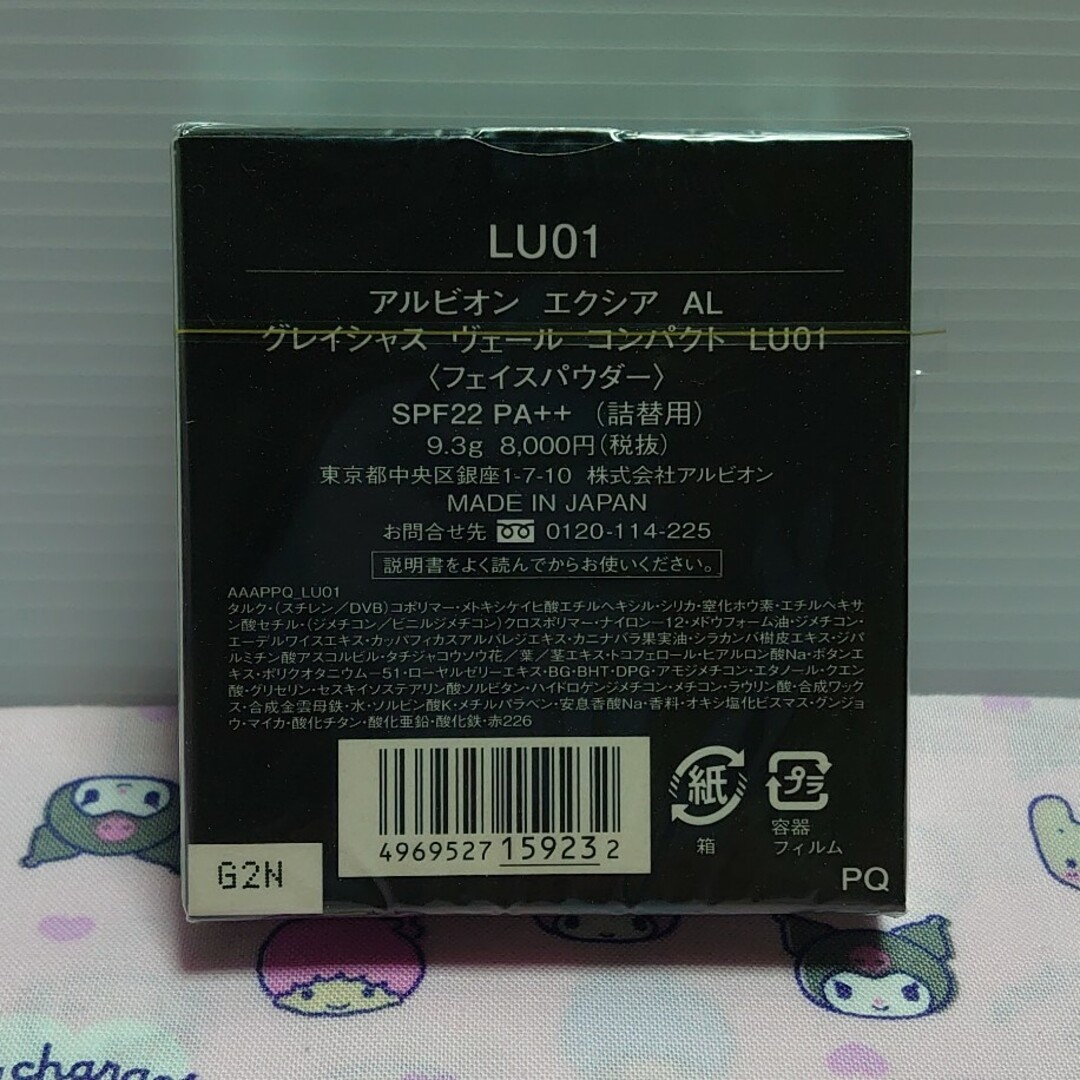 LU01
アルビオン エクシア AL
グレイシャス ヴェール コンパクト LU01
〈フェイスパウダー〉
SPF22 PA++ (詰替用)
9.3g 8,000円(税抜)
東京都中央区銀座1-7-10 株式会社アルビオン
MADE IN JAPAN
お問合せ先 0120-114-225
説明書をよく読んでからお使いください。
AAAPPQ_LU01
タルク・(スチレン/DVB)コポリマー・メトキシケイヒ酸エチルヘキシル・シリカ・窒化ホウ素・エチルヘキサ
ン酸セチル・(ジメチコン/ビニルジメチコン)クロスポリマー・ナイロン-12・メドウフォーム油・ジメチコン・
エーデルワイスエキス・カッパフィカスアルバレジエキス・カニナバラ果実油・シラカンバ樹皮エキス・ジパ
ルミチン酸アスコルビル・タチジャコウソウ花/葉/茎エキス・トコフェロール・ヒアルロン酸Na・ボタンエ
キス・ポリクオタニウム-51・ローヤルゼリーエキス・BG・BHT・DPG・アモジメチコン・エタノール・クエン
酸・グリセリン・セスキイソステアリン酸ソルビタン・ハイドロゲンジメチコン・メチコン・ラウリン酸・合成ワック
ス・合成金雲母鉄・水・ソルビン酸K・メチルパラベン・安息香酸Na・香料・オキシ塩化ビスマス・グンジョ
ウ・マイカ・酸化チタン・酸化亜鉛・酸化鉄・赤226
4969527 159232
紙
箱
プラ
容器
フィルム
G2N
PQ